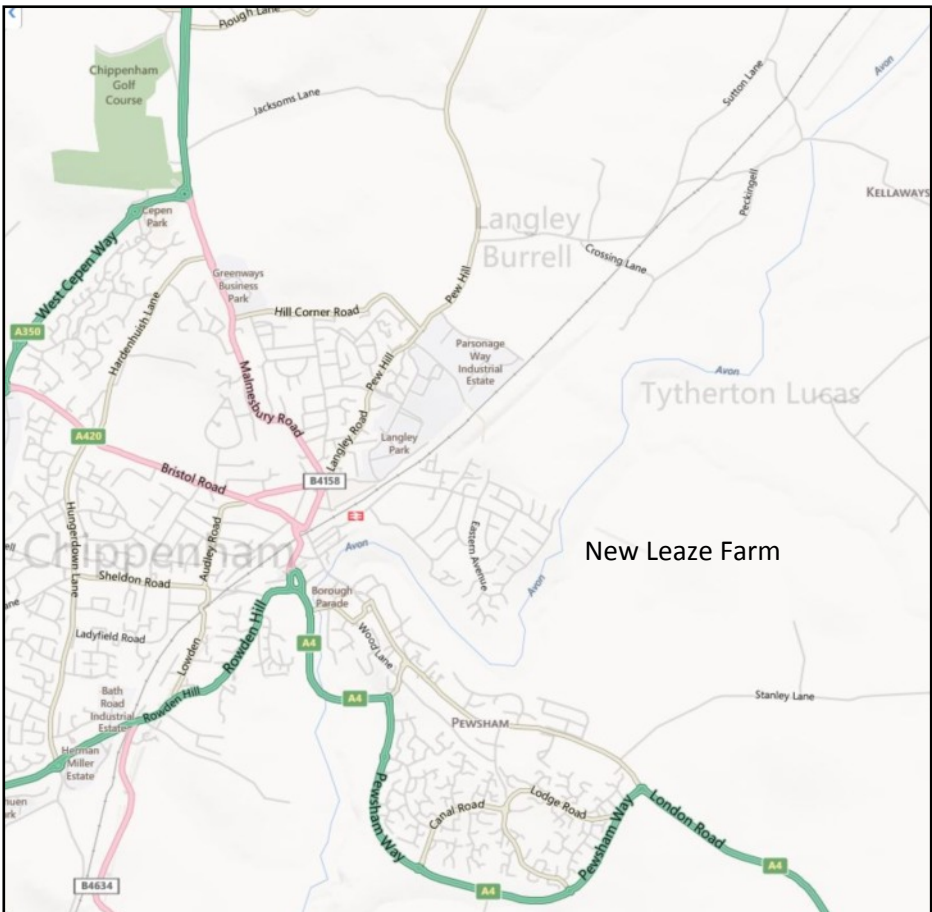 Plough Lane
Chippenham
Golf
Course
Jacksoms Lane
Sutton Lane
Avon
KELLAWAYS
Peckingell
Cepen
Park
Langley
Burrell
Crossing Lane
West Cepen Way
Greenways
Business
Park
Hill Corner Road
Pew Hill
A350
Hardenhuish Lane
Parsonage
Way
Industrial
Estate
Pew Hill
Avon
Tytherton Lucas
Malmesbury Road
A420
Langley Road
Langley
Park
Bristol Road
B4158
Hungerdown Lane
Audley Road
Eastern Avenue
Chippenham
Avon
New Leaze Farm
Avon
Sheldon Road
Borough
Parade
Rowden Hill
Wood Lane
Ladyfield Road
Lowden
A4
Stanley Lane
Bath
Road
Industrial
Estate
Rowden Hill
A4
PEWSHAM
Herman
Miller
Estate
Pewsham Way
Canal Road
Lodge Road
Pewsham Way
London Road
A4
B4634
A4